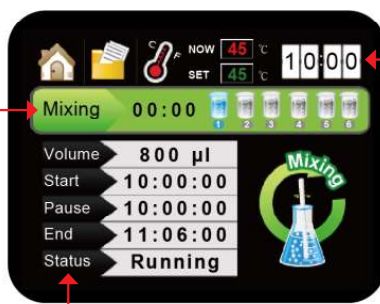 C F NOW 45 °C
SET 45 °C
10:00
Mixing 00:00
1 2 3 4 5 6
Volume 800 µl
Start 10:00:00
Pause 10:00:00
End 11:06:00
Status Running
Mixing